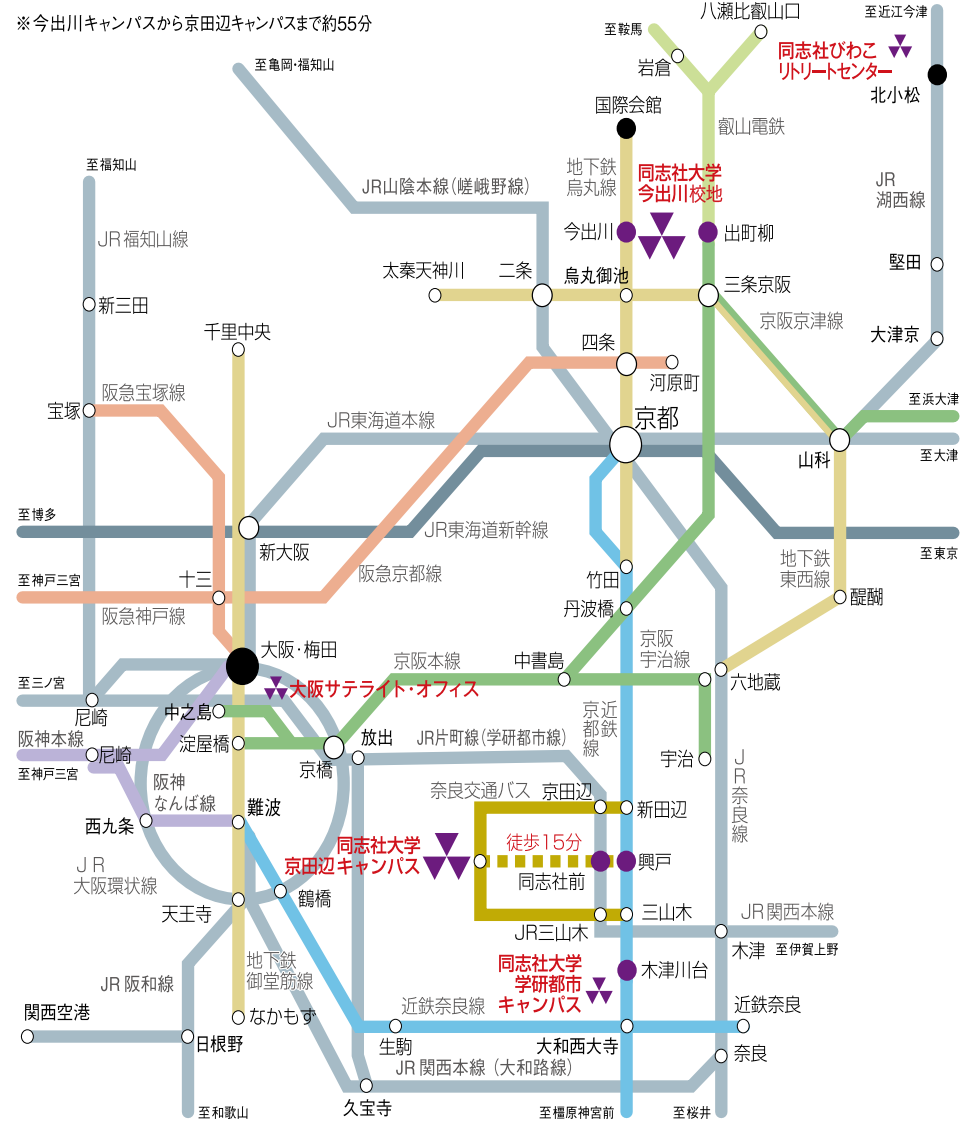 ※今出川キャンパスから京田辺キャンパスまで約55分
八瀬比叡山口
至近江今津
至鞍馬
同志社びわこ
リトリートセンター
岩倉
至亀岡・福知山
北小松
国際会館
叡山電鉄
至福知山
地下鉄
烏丸線
同志社大学
今出川校地
JR山陰本線(嵯峨野線)
JR
湖西線
今出川
出町柳
JR福知山線
太秦天神川
二条
烏丸御池
三条京阪
堅田
新三田
京阪京津線
千里中央
四条
大津京
河原町
阪急宝塚線
宝塚
JR東海道本線
京都
至浜大津
山科
至大津
至博多
新大阪
JR東海道新幹線
至東京
至神戸三宮
十三
阪急京都線
竹田
地下鉄
東西線
醍醐
阪急神戸線
丹波橋
大阪・梅田
京阪本線
中書島
京阪
宇治線
六地蔵
至三ノ宮
大阪サテライト・オフィス
尼崎
中之島
近鉄
京都線
阪神本線
淀屋橋
放出
JR片町線(学研都市線)
尼崎
京橋
宇治
JR奈良線
至神戸三宮
阪神
なんば線
奈良交通バス
京田辺
新田辺
西九条
難波
同志社大学
京田辺キャンパス
徒歩15分
興戸
JR
大阪環状線
同志社前
鶴橋
天王寺
三山木
JR関西本線
JR三山木
木津
至伊賀上野
地下鉄
御堂筋線
同志社大学
学研都市
キャンパス
木津川台
JR阪和線
関西空港
なかもず
近鉄奈良線
近鉄奈良
日根野
生駒
大和西大寺
奈良
JR関西本線(大和路線)
久宝寺
至和歌山
至橿原神宮前
至桜井